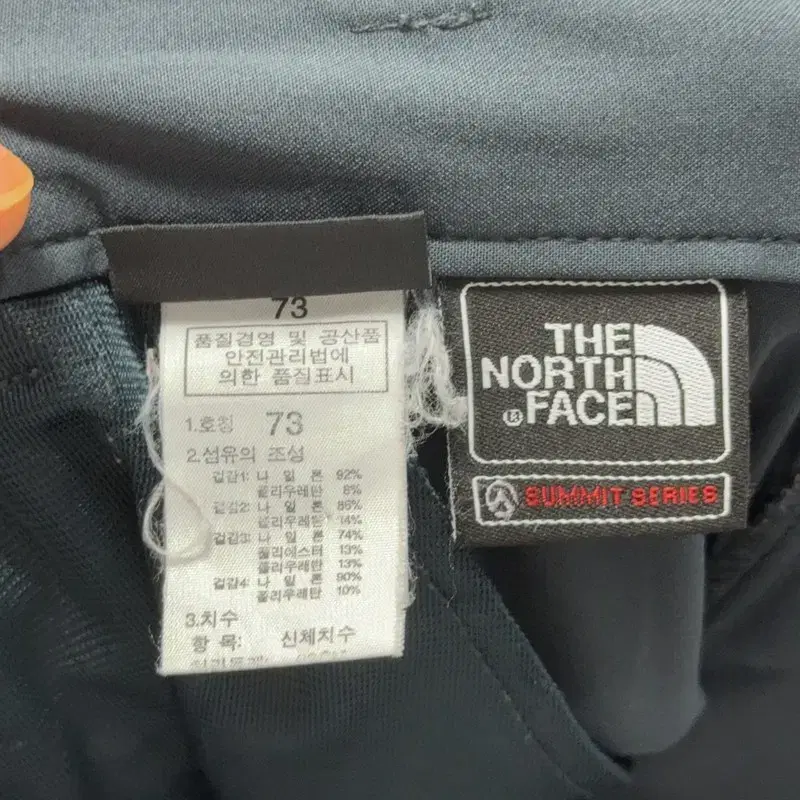 73
품질경영 및 공산품
안전관리법에
의한 품질표시
1.호칭 73
2.섬유의 조성
겉감1: 나 일 론 92%
폴리우레탄 8%
겉감2: 나 일 론 86%
폴리우레탄 14%
겉감3: 나 일 론 74%
폴리에스터 13%
폴리우레탄 13%
겉감4: 나 일 론 90%
폴리우레탄 10%
3.치수
항 목: 신체치수
THE
NORTH
FACE
®
SUMMIT SERIES